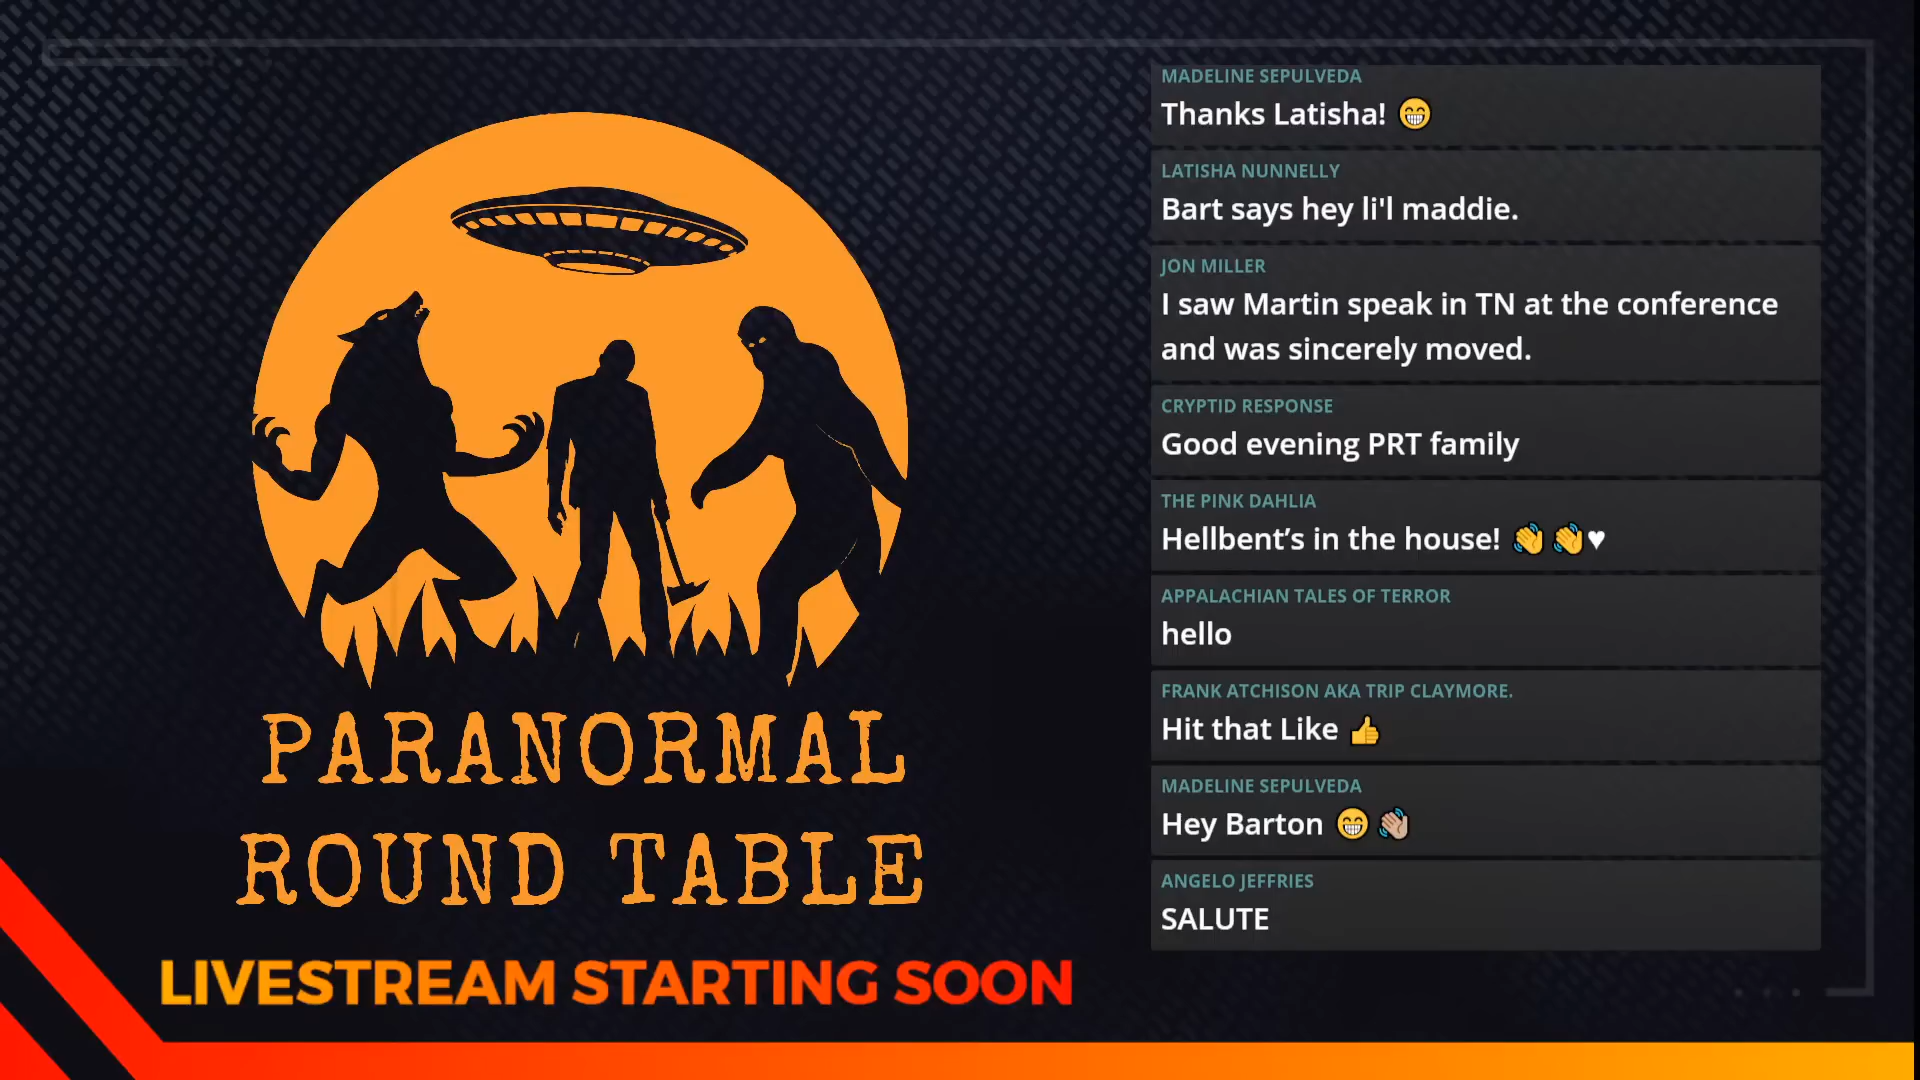 PARANORMAL
ROUND TABLE
LIVESTREAM STARTING SOON
MADELINE SEPULVEDA
Thanks Latisha! 😁
LATISHA NUNNELLY
Bart says hey li'l maddie.
JON MILLER
I saw Martin speak in TN at the conference
and was sincerely moved.
CRYPTID RESPONSE
Good evening PRT family
THE PINK DAHLIA
Hellbent’s in the house! 👋👋♥
APPALACHIAN TALES OF TERROR
hello
FRANK ATCHISON AKA TRIP CLAYMORE.
Hit that Like 👍
MADELINE SEPULVEDA
Hey Barton 😁👋🏼
ANGELO JEFFRIES
SALUTE